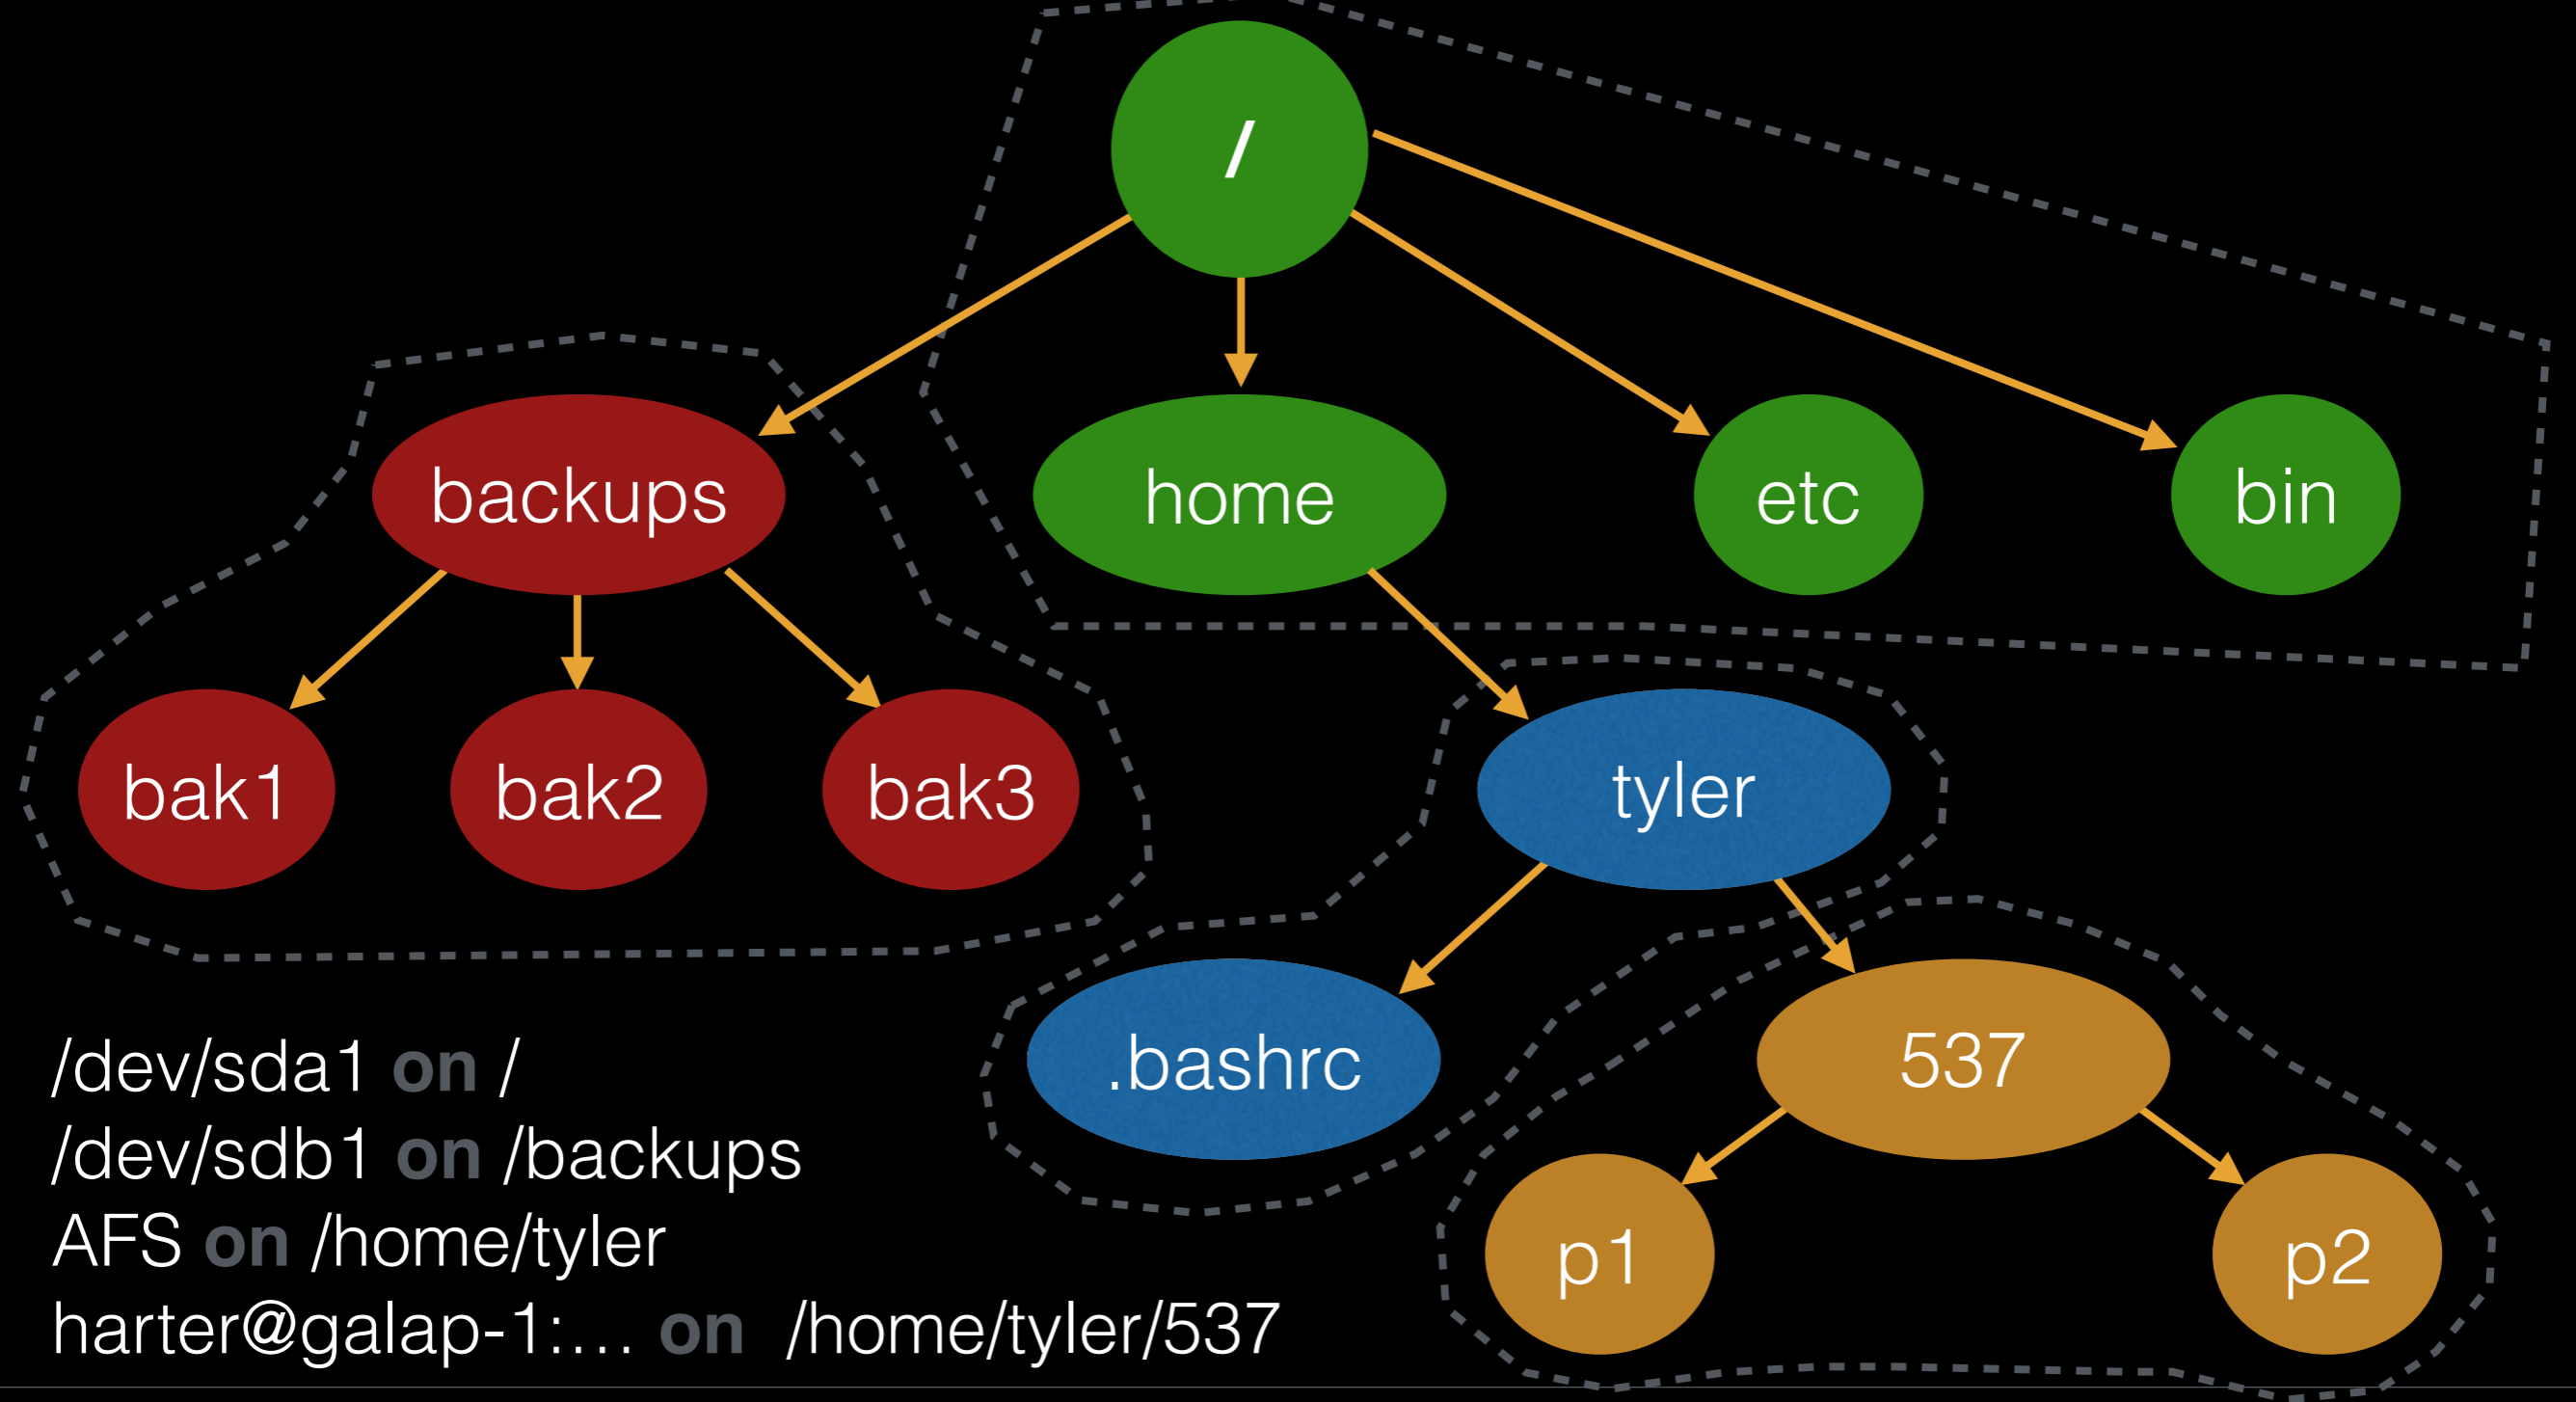 /
backups
home
etc
bin
bak1
bak2
bak3
tyler
.bashrc
537
p1
p2
/dev/sda1 on /
/dev/sdb1 on /backups
AFS on /home/tyler
harter@galap-1:… on /home/tyler/537